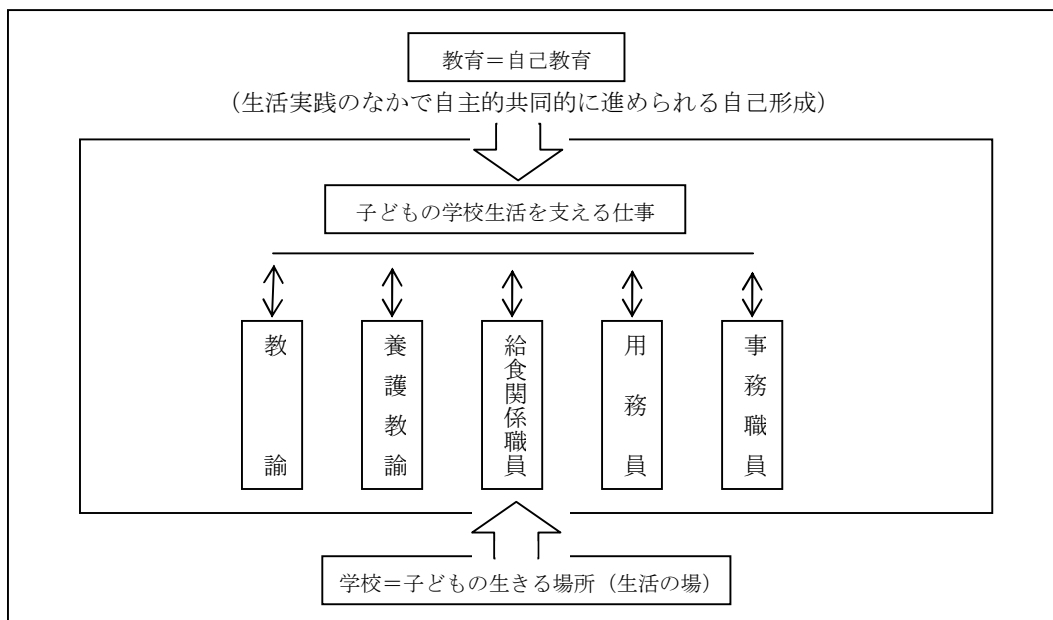 教育＝自己教育
（生活実践のなかで自主的共同的に進められる自己形成）
子どもの学校生活を支える仕事
教諭
養護教諭
給食関係職員
用務員
事務職員
学校＝子どもの生きる場所（生活の場）